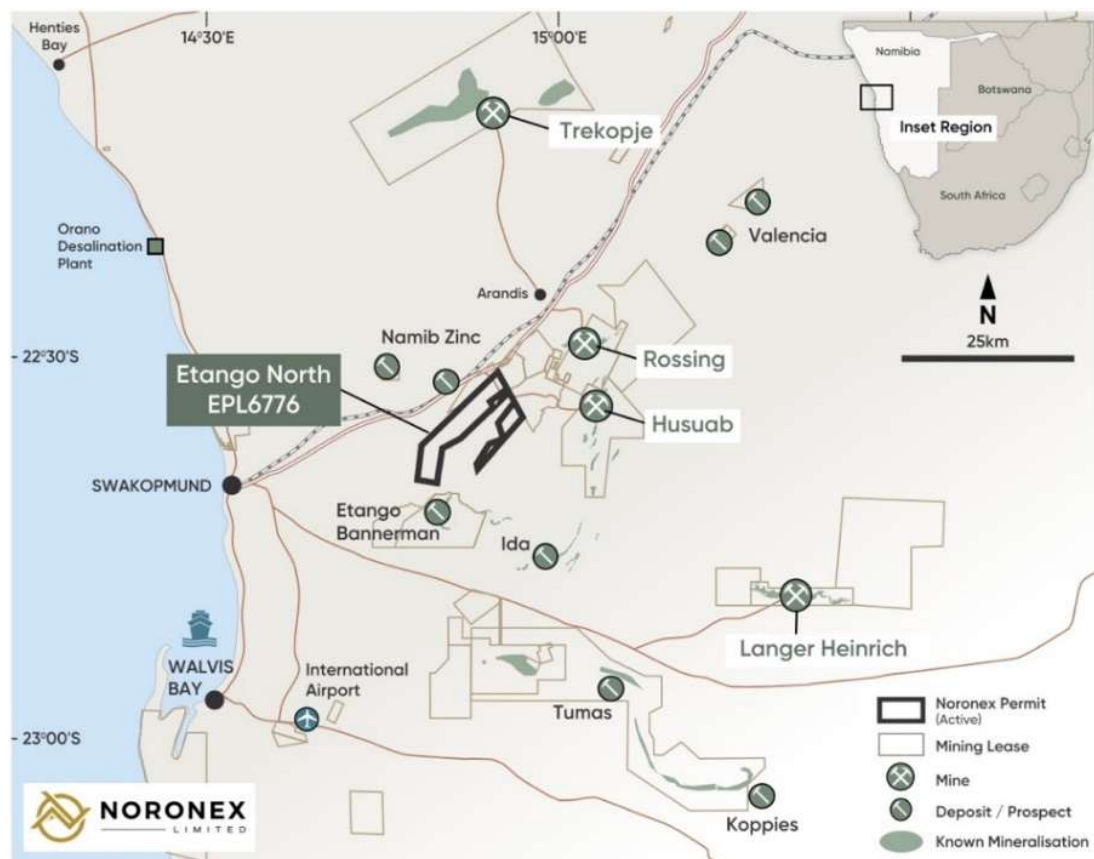 Henties
Bay
14°30'E
15°00'E
Namibia
Botswana
Inset Region
South Africa
Trekopje
Orano
Desalination
Plant
Valencia
Arandis
N
25km
22°30'S
Namib Zinc
Rossing
Etango North
EPL6776
Husuab
SWAKOPMUND
Etango
Bannerman
Ida
Langer Heinrich
WALVIS
BAY
International
Airport
Tumas
23°00'S
Koppies
Noronex Permit
(Active)
Mining Lease
Mine
Deposit / Prospect
Known Mineralisation
NORONEX
LIMITED